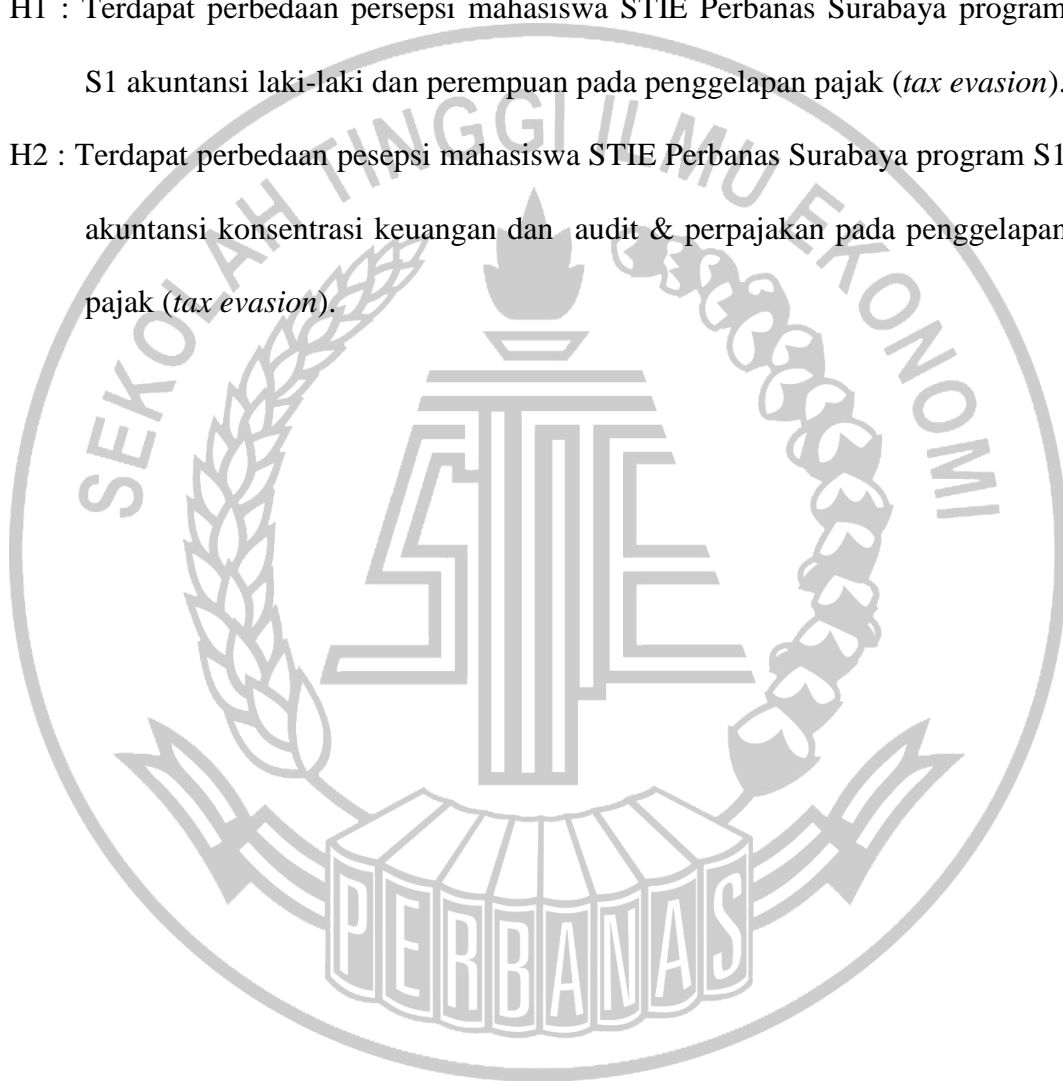 H1 : Terdapat perbedaan persepsi mahasiswa STIE Perbanas Surabaya program
S1 akuntansi laki-laki dan perempuan pada penggelapan pajak (tax evasion).
H2 : Terdapat perbedaan pesepsi mahasiswa STIE Perbanas Surabaya program S1
akuntansi konsentrasi keuangan dan audit & perpajakan pada penggelapan
pajak (tax evasion).
SEKOLAH TINGGI ILMU EKONOMI
STIE
PERBANAS